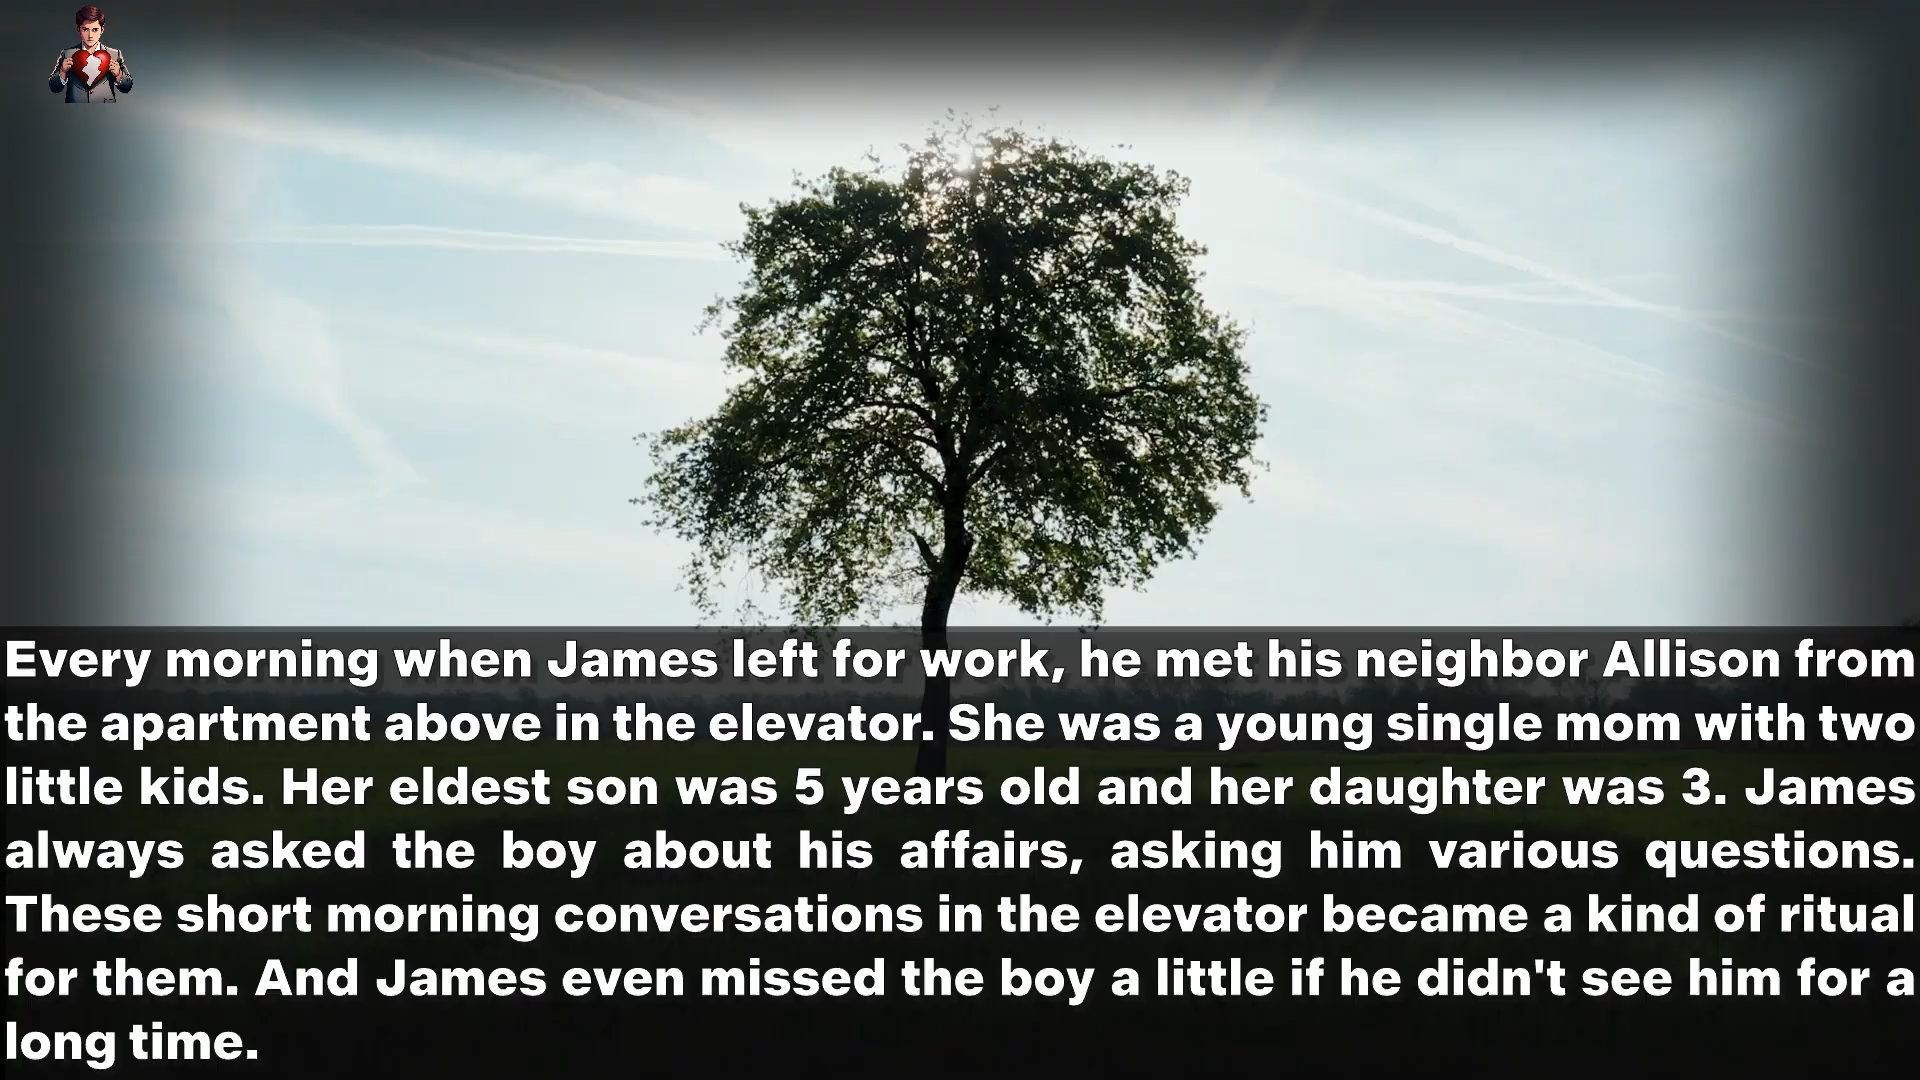 Every morning when James left for work, he met his neighbor Allison from
the apartment above in the elevator. She was a young single mom with two
little kids. Her eldest son was 5 years old and her daughter was 3. James
always asked the boy about his affairs, asking him various questions.
These short morning conversations in the elevator became a kind of ritual
for them. And James even missed the boy a little if he didn't see him for a
long time.